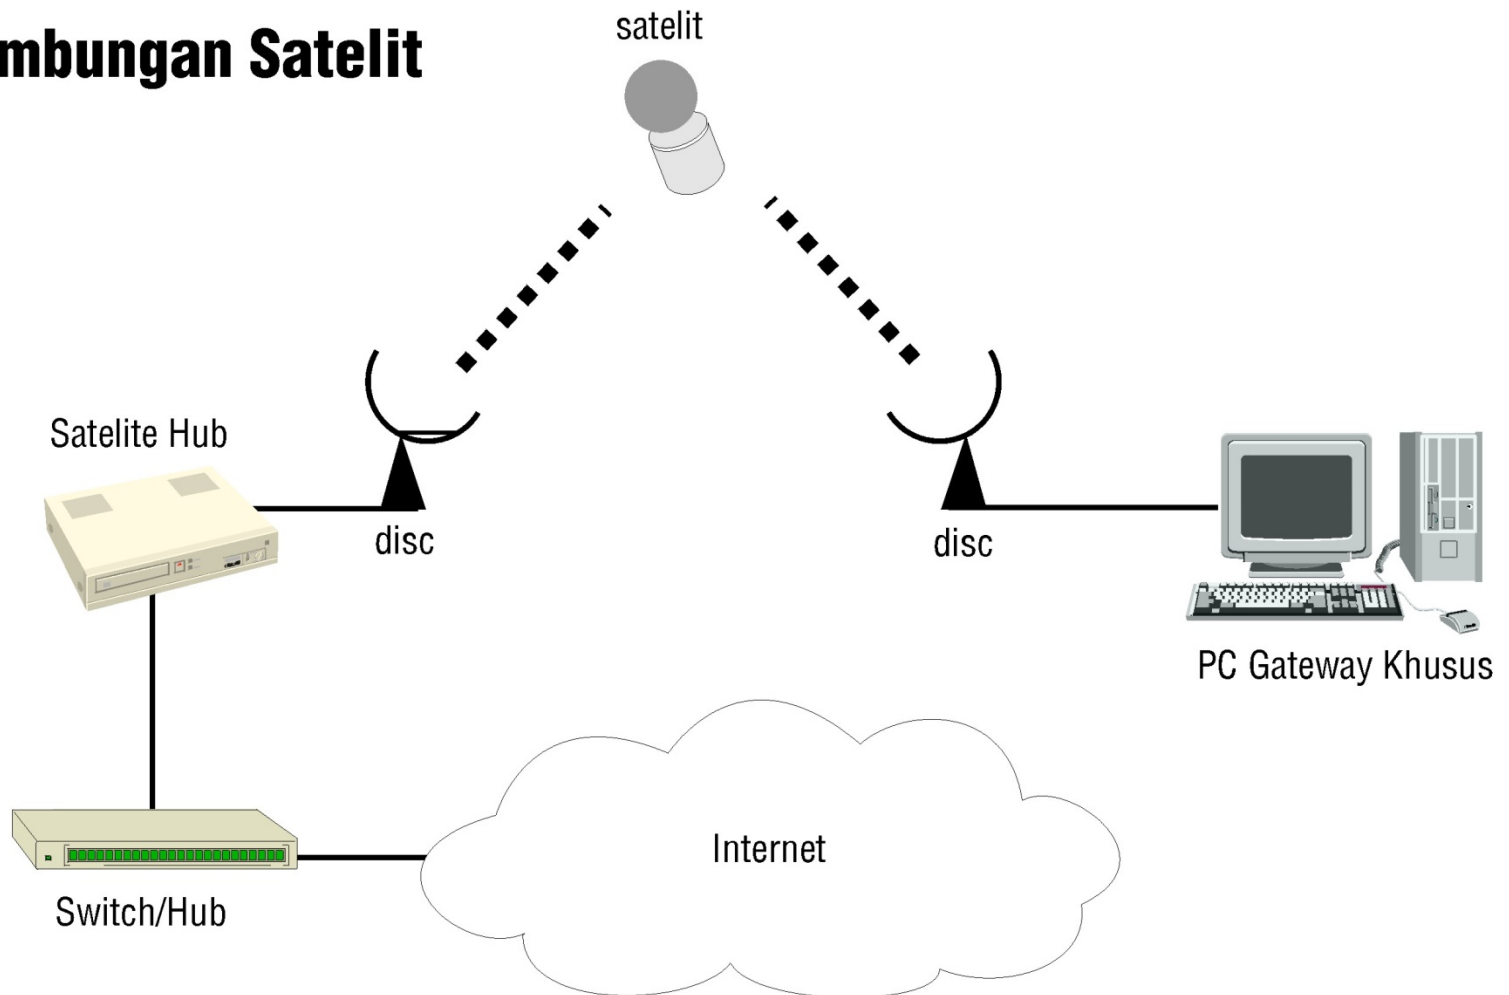 mbungan Satelit
satelit
Satelite Hub
disc
disc
PC Gateway Khusus
Internet
Switch/Hub